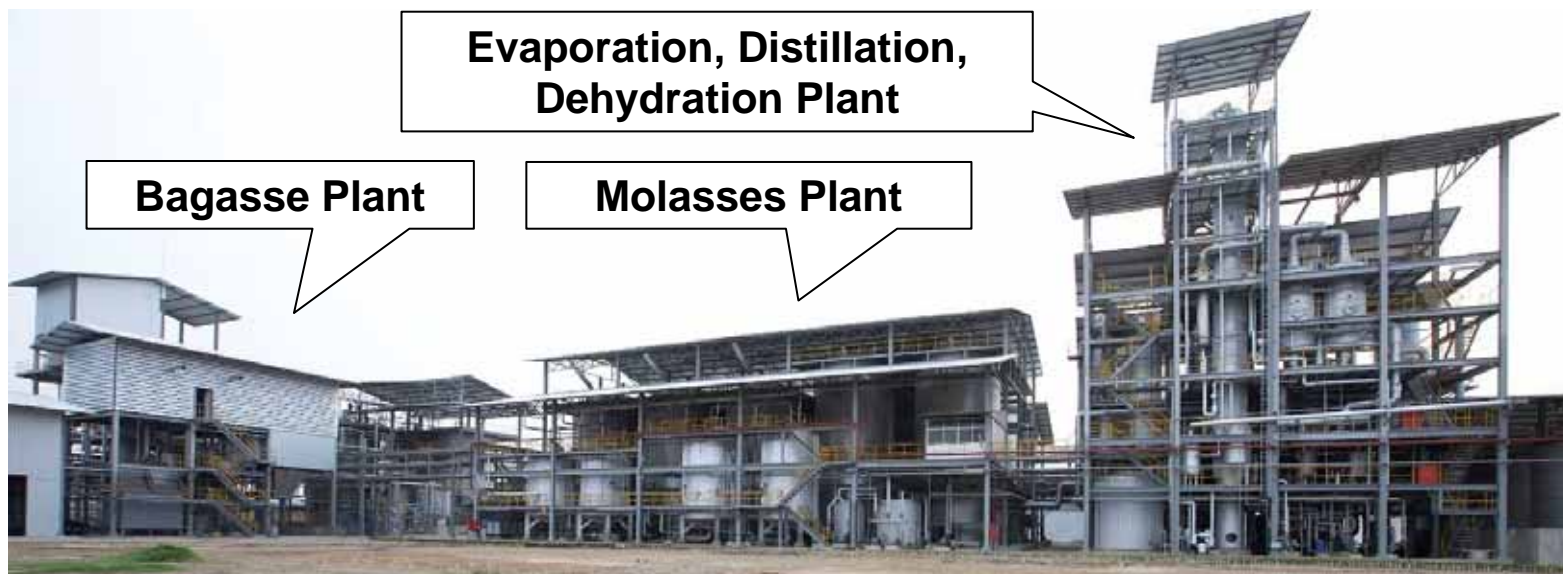 Evaporation, Distillation,
Dehydration Plant
Bagasse Plant
Molasses Plant